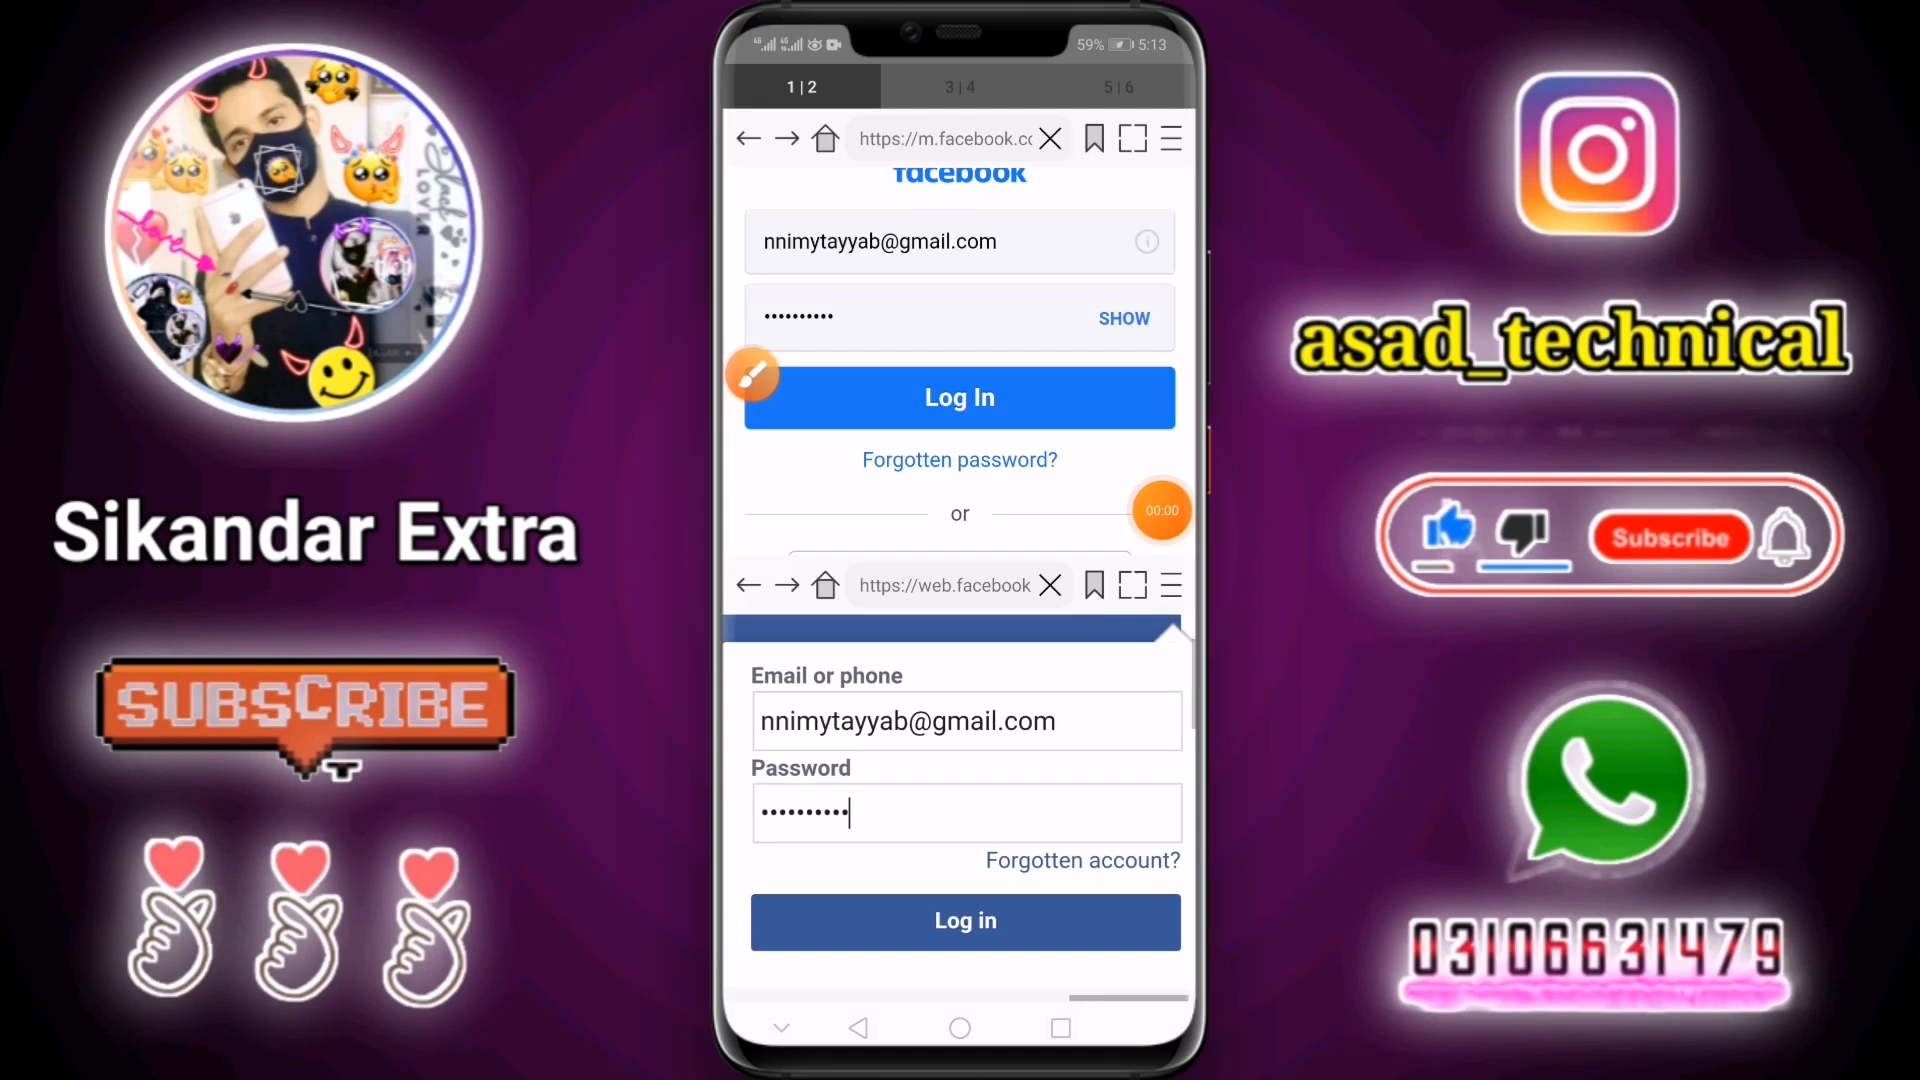 Sikandar Extra
SUBSCRIBE
59% 5:13
1 | 2
3 | 4
5 | 6
https://m.facebook.co
facebook
nnimytayyab@gmail.com
••••••••••
SHOW
Log In
Forgotten password?
or
00:00
https://web.facebook
Email or phone
nnimytayyab@gmail.com
Password
••••••••••
Forgotten account?
Log in
asad_technical
Subscribe
03106631479